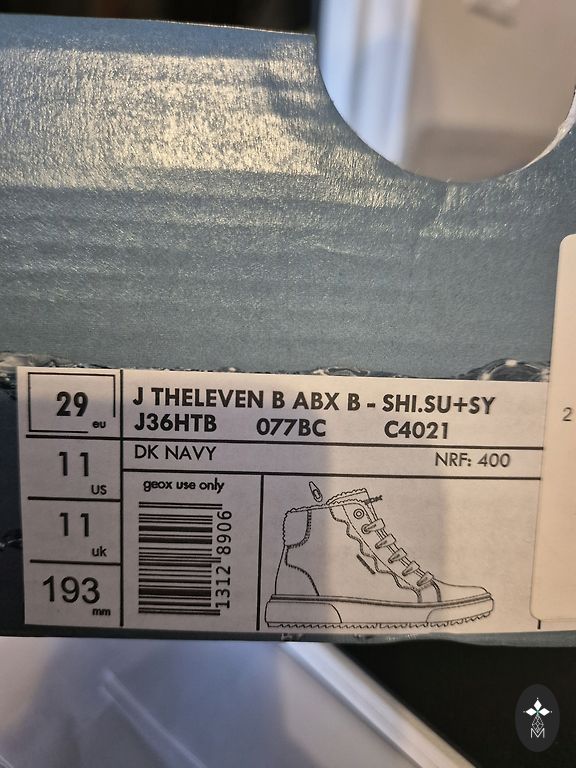 29 eu
11 US
11 uk
193 mm
J THELEVEN B ABX B - SHI.SU+SY
J36HTB 077BC C4021
DK NAVY NRF: 400
geox use only
1312 8906
2
M